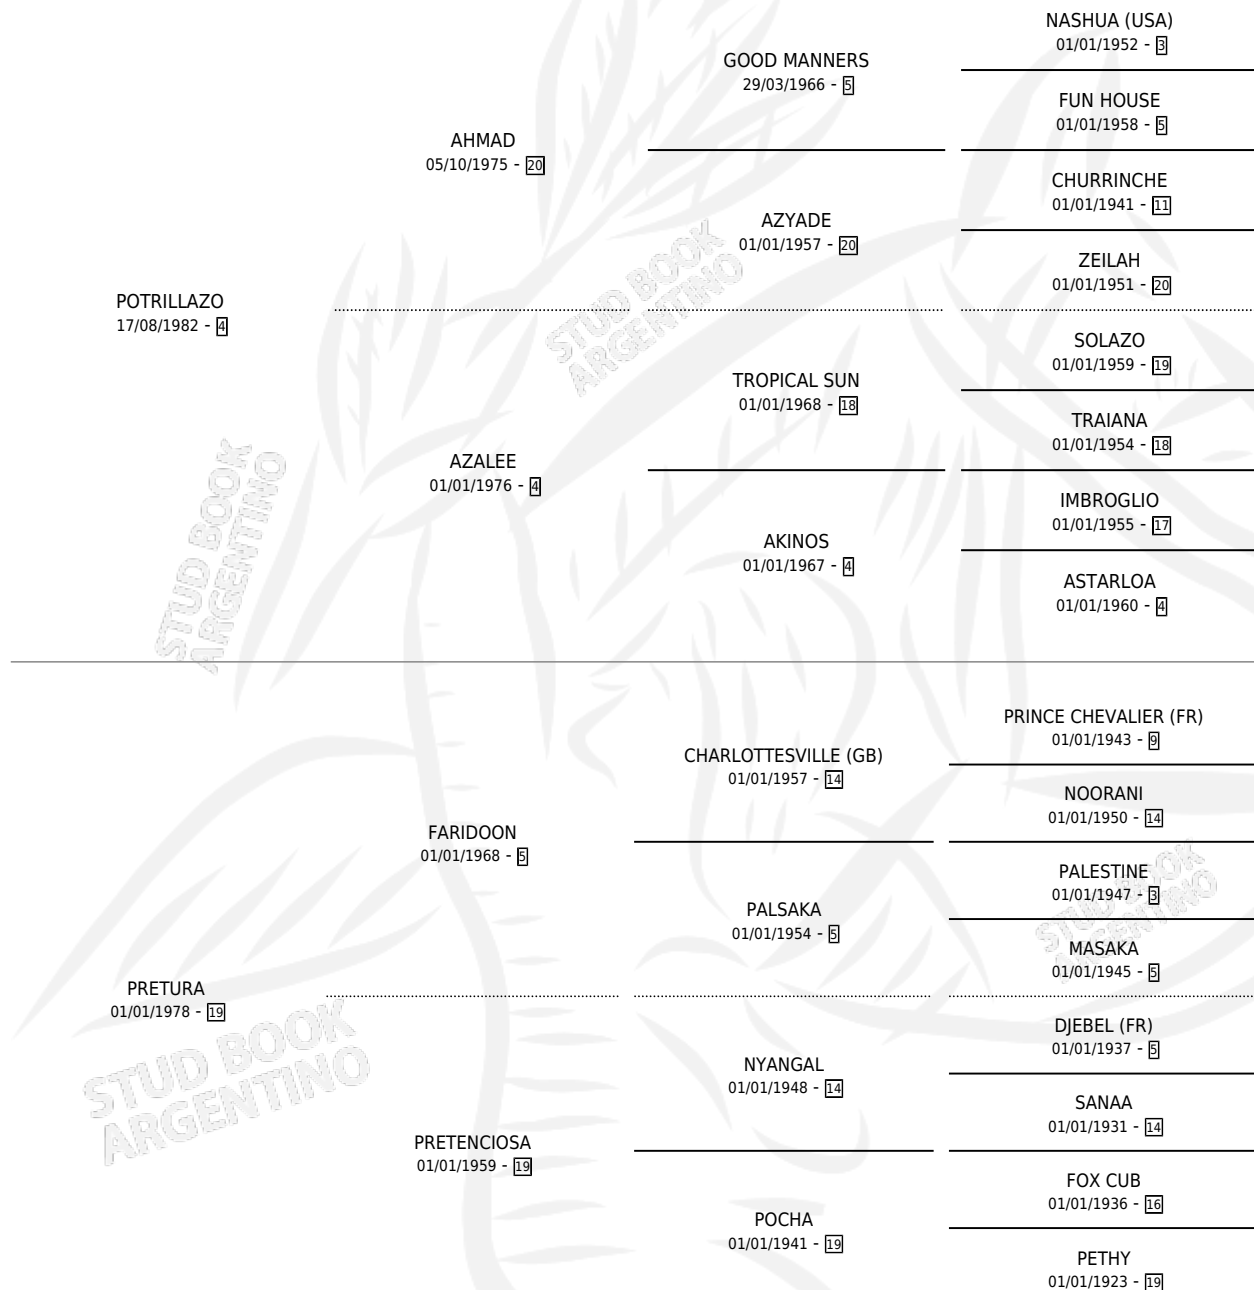 NASHUA (USA)
01/01/1952 - 3
GOOD MANNERS
29/03/1966 - 5
FUN HOUSE
01/01/1958 - 5
AHMAD
05/10/1975 - 20
CHURRINCHE
01/01/1941 - 11
AZYADE
01/01/1957 - 20
ZEILAH
01/01/1951 - 20
POTRILLAZO
17/08/1982 - 4
STUD BOOK
ARGENTINO
SOLAZO
01/01/1959 - 19
TROPICAL SUN
01/01/1968 - 18
TRAIANA
01/01/1954 - 18
AZALEE
01/01/1976 - 4
IMBROGLIO
01/01/1955 - 17
AKINOS
01/01/1967 - 4
ASTARLOA
01/01/1960 - 4
STUD BOOK
ARGENTINO
PRINCE CHEVALIER (FR)
01/01/1943 - 9
CHARLOTTESVILLE (GB)
01/01/1957 - 14
NOORANI
01/01/1950 - 14
FARIDOON
01/01/1968 - 5
PALESTINE
01/01/1947 - 3
PALSAKA
01/01/1954 - 5
MASAKA
01/01/1945 - 5
STUD BOOK
ARGENTINO
PRETURA
01/01/1978 - 19
DJEBEL (FR)
01/01/1937 - 5
NYANGAL
01/01/1948 - 14
SANAA
01/01/1931 - 14
STUD BOOK
ARGENTINO
PRETENCIOSA
01/01/1959 - 19
FOX CUB
01/01/1936 - 16
POCHA
01/01/1941 - 19
PETHY
01/01/1923 - 19